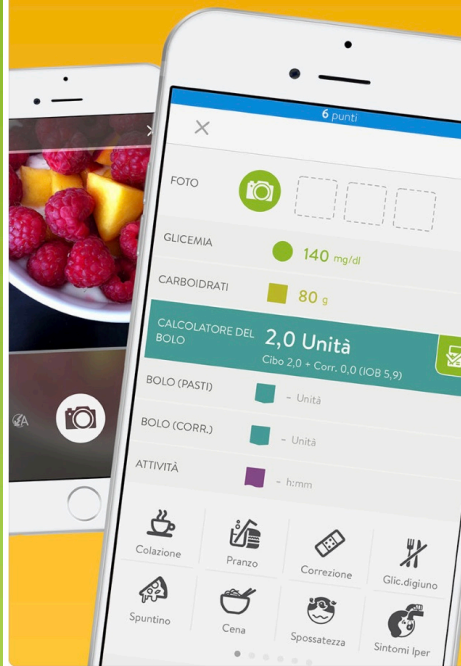 6 punti
FOTO
GLICEMIA
140 mg/dl
CARBOIDRATI
80 g
CALCOLATORE DEL BOLO
2,0 Unità
Cibo 2,0 + Corr. 0,0 (IOB 5,9)
BOLO (PASTI)
– Unità
BOLO (CORR.)
– Unità
ATTIVITÀ
– h:mm
Colazione
Pranzo
Correzione
Glic.digiuno
Spuntino
Cena
Spossatezza
Sintomi Iper